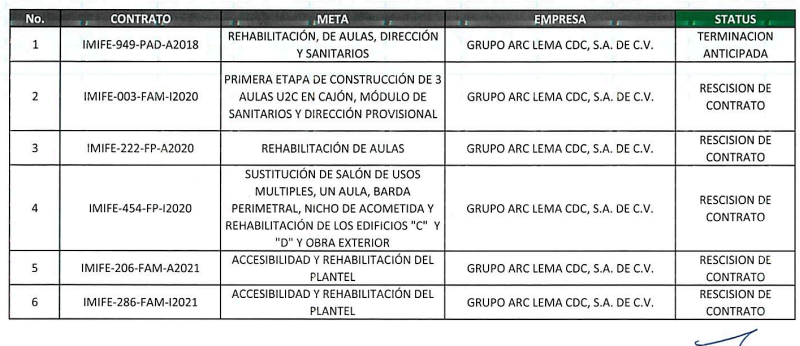 No. CONTRATO META EMPRESA STATUS
1 IMIFE-949-PAD-A2018 REHABILITACIÓN, DE AULAS, DIRECCIÓN Y SANITARIOS GRUPO ARC LEMA CDC, S.A. DE C.V. TERMINACION ANTICIPADA
2 IMIFE-003-FAM-I2020 PRIMERA ETAPA DE CONSTRUCCIÓN DE 3 AULAS U2C EN CAJÓN, MÓDULO DE SANITARIOS Y DIRECCIÓN PROVISIONAL GRUPO ARC LEMA CDC, S.A. DE C.V. RESCISION DE CONTRATO
3 IMIFE-222-FP-A2020 REHABILITACIÓN DE AULAS GRUPO ARC LEMA CDC, S.A. DE C.V. RESCISION DE CONTRATO
4 IMIFE-454-FP-I2020 SUSTITUCIÓN DE SALÓN DE USOS MULTIPLES, UN AULA, BARDA PERIMETRAL, NICHO DE ACOMETIDA Y REHABILITACIÓN DE LOS EDIFICIOS "C" Y "D" Y OBRA EXTERIOR GRUPO ARC LEMA CDC, S.A. DE C.V. RESCISION DE CONTRATO
5 IMIFE-206-FAM-A2021 ACCESIBILIDAD Y REHABILITACIÓN DEL PLANTEL GRUPO ARC LEMA CDC, S.A. DE C.V. RESCISION DE CONTRATO
6 IMIFE-286-FAM-I2021 ACCESIBILIDAD Y REHABILITACIÓN DEL PLANTEL GRUPO ARC LEMA CDC, S.A. DE C.V. RESCISION DE CONTRATO